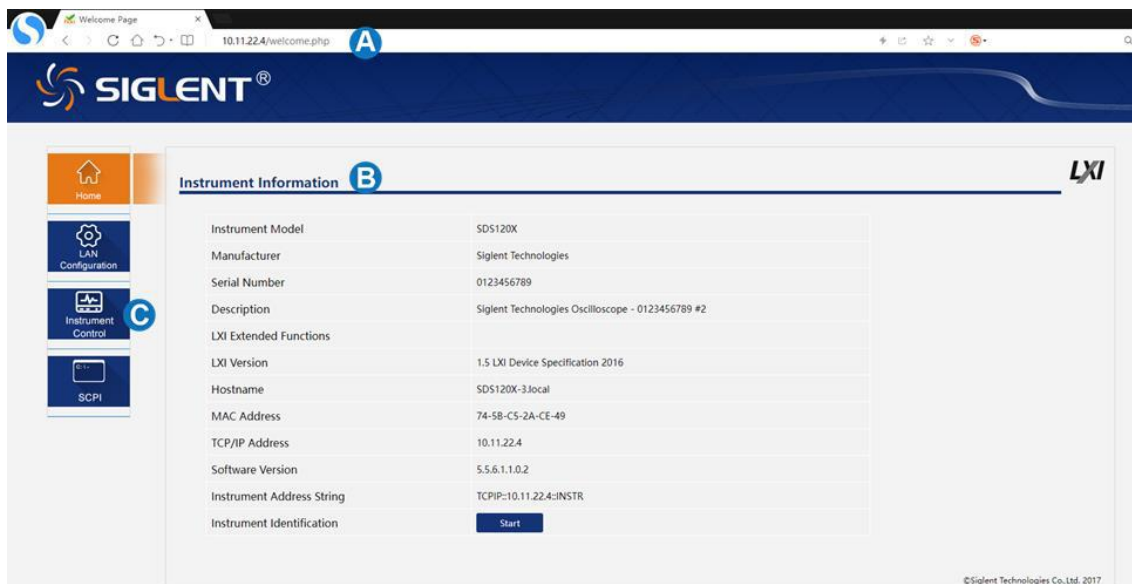 Welcome Page
10.11.22.4/welcome.php
A
SIGLENT®
LXI
Home
Instrument Information
B
LAN
Configuration
Instrument
Control
C
C:\-
SCPI
Instrument Model SDS120X
Manufacturer Siglent Technologies
Serial Number 0123456789
Description Siglent Technologies Oscilloscope - 0123456789 #2
LXI Extended Functions
LXI Version 1.5 LXI Device Specification 2016
Hostname SDS120X-3.local
MAC Address 74-5B-C5-2A-CE-49
TCP/IP Address 10.11.22.4
Software Version 5.5.6.1.1.0.2
Instrument Address String TCPIP::10.11.22.4::INSTR
Instrument Identification Start
©Siglent Technologies Co.,Ltd. 2017